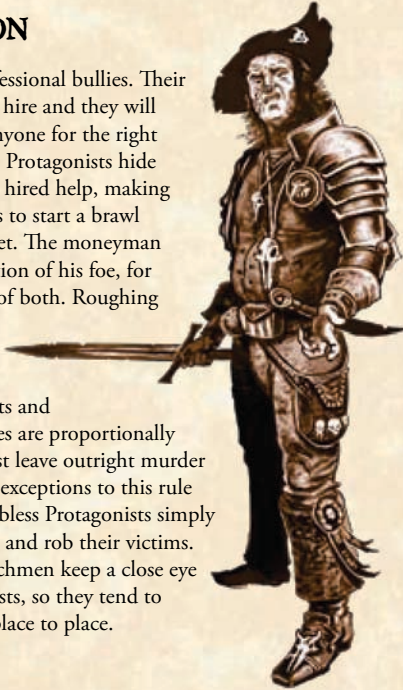 ON
fessional bullies. Their
hire and they will
nyone for the right
Protagonists hide
hired help, making
s to start a brawl
et. The moneyman
ion of his foe, for
of both. Roughing
ts and
es are proportionally
st leave outright murder
exceptions to this rule
bless Protagonists simply
and rob their victims.
chmen keep a close eye
sts, so they tend to
place to place.